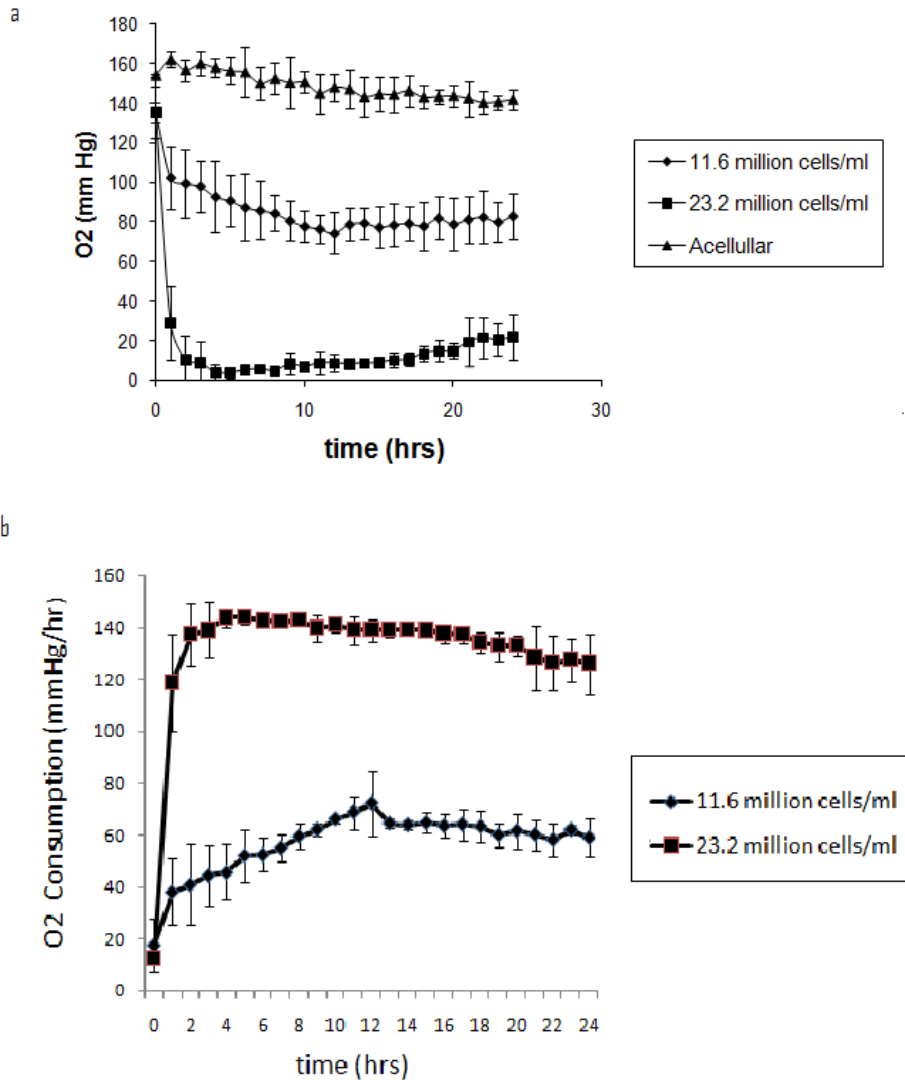 a
180
160
140
120
100
80
60
40
20
0
O2 (mm Hg)
0 10 20 30
time (hrs)
11.6 million cells/ml
23.2 million cells/ml
Acellullar
b
160
140
120
100
80
60
40
20
0
O2 Consumption (mmHg/hr)
0 2 4 6 8 10 12 14 16 18 20 22 24
time (hrs)
11.6 million cells/ml
23.2 million cells/ml